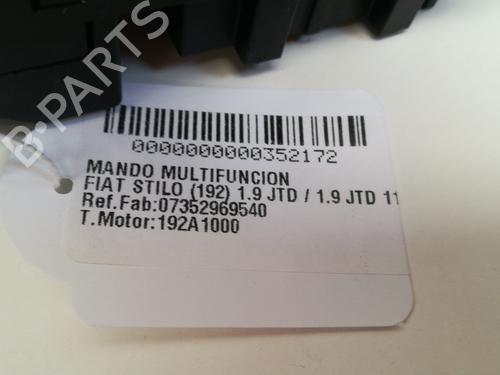 B-PARTS
0000000000352172
MANDO MULTIFUNCION
FIAT STILO (192) 1.9 JTD / 1.9 JTD 11
Ref.Fab:07352969540
T.Motor:192A1000